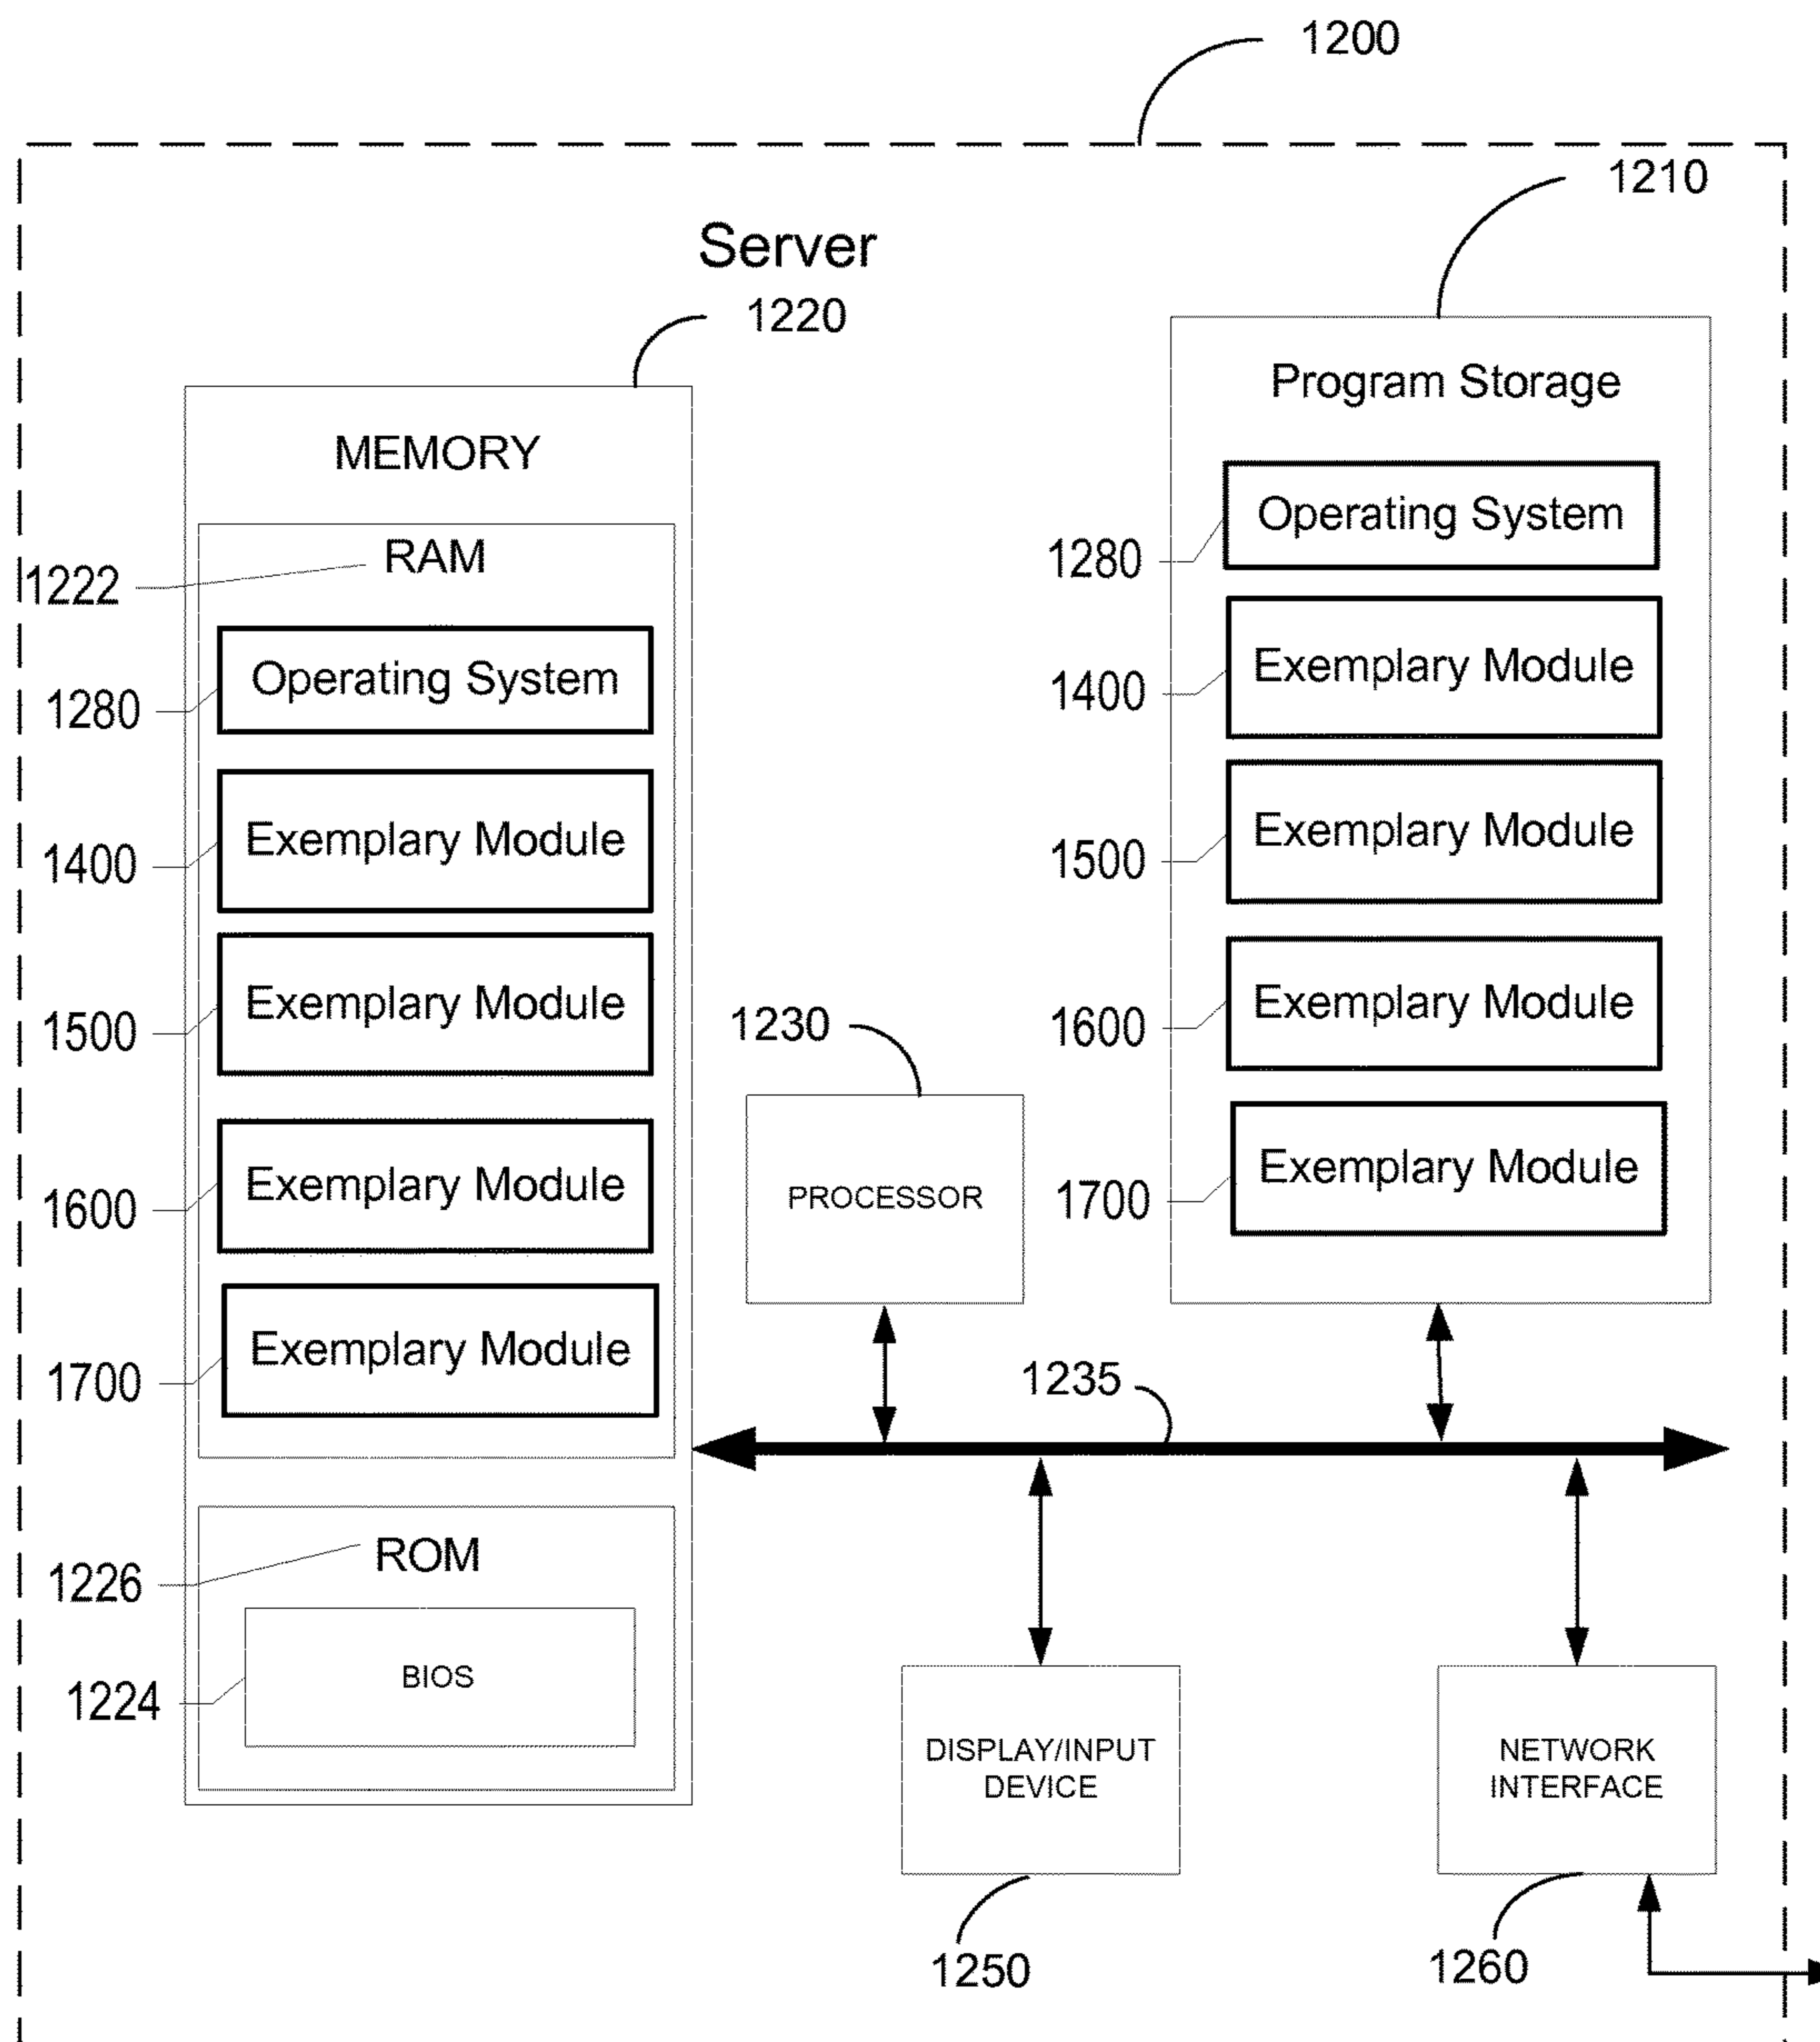 1200
1210
Server
1220
MEMORY
RAM
1222
Operating System
1280
Exemplary Module
1400
Exemplary Module
1500
Exemplary Module
1600
Exemplary Module
1700
ROM
1226
BIOS
1224
Program Storage
Operating System
1280
Exemplary Module
1400
Exemplary Module
1500
Exemplary Module
1600
Exemplary Module
1700
1230
PROCESSOR
1235
DISPLAY/INPUT
DEVICE
1250
NETWORK
INTERFACE
1260